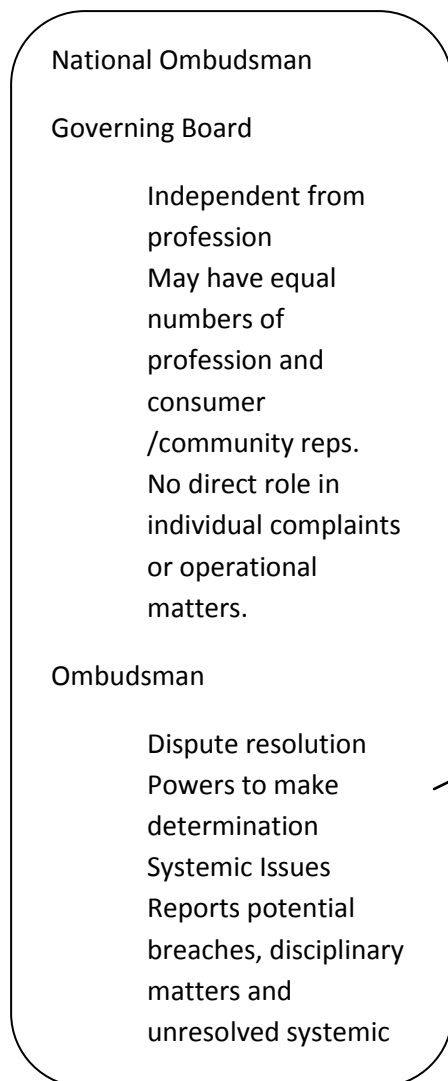 National Ombudsman
Governing Board
Independent from
profession
May have equal
numbers of
profession and
consumer
/community reps.
No direct role in
individual complaints
or operational
matters.
Ombudsman
Dispute resolution
Powers to make
determination
Systemic Issues
Reports potential
breaches, disciplinary
matters and
unresolved systemic